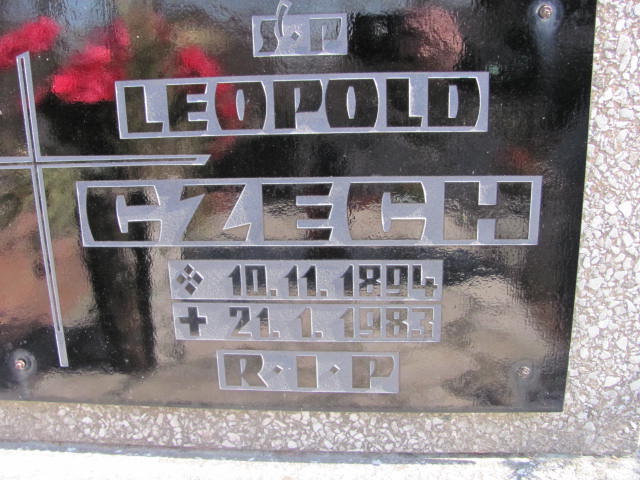 ś.p
LEOPOLD
CZECH
10.11.1894
21.1.1983
R.I.P